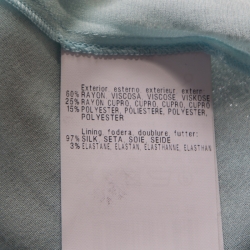 Exterior, esterno, exterieur, extern:
60% RAYON, VISCOSA, VISCOSE, VISKOSE
25% RAYON, CUPRO, CUPRO, CUPRO, CUPRO
15% POLYESTER, POLIESTERE, POLYESTER,
POLYESTER
Lining, fodera, doublure, futter:
97% SILK, SETA, SOIE, SEIDE
3% ELASTANE, ELASTAN, ELASTHANNE, ELASTHAN